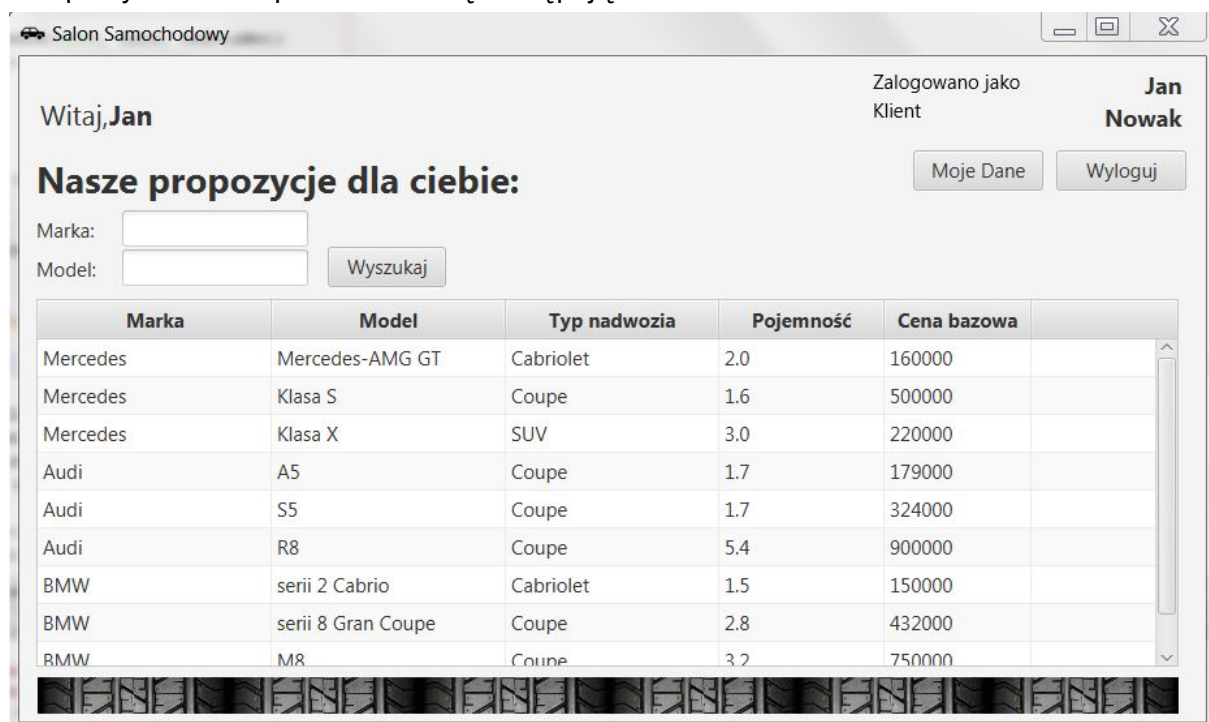 Salon Samochodowy
Zalogowano jako Jan
Klient Nowak
Witaj,Jan
Nasze propozycje dla ciebie:
Moje Dane Wyloguj
Marka:
Model: Wyszukaj
Marka Model Typ nadwozia Pojemność Cena bazowa
Mercedes Mercedes-AMG GT Cabriolet 2.0 160000
Mercedes Klasa S Coupe 1.6 500000
Mercedes Klasa X SUV 3.0 220000
Audi A5 Coupe 1.7 179000
Audi S5 Coupe 1.7 324000
Audi R8 Coupe 5.4 900000
BMW serii 2 Cabrio Cabriolet 1.5 150000
BMW serii 8 Gran Coupe Coupe 2.8 432000
BMW M8 Coupe 3.2 750000